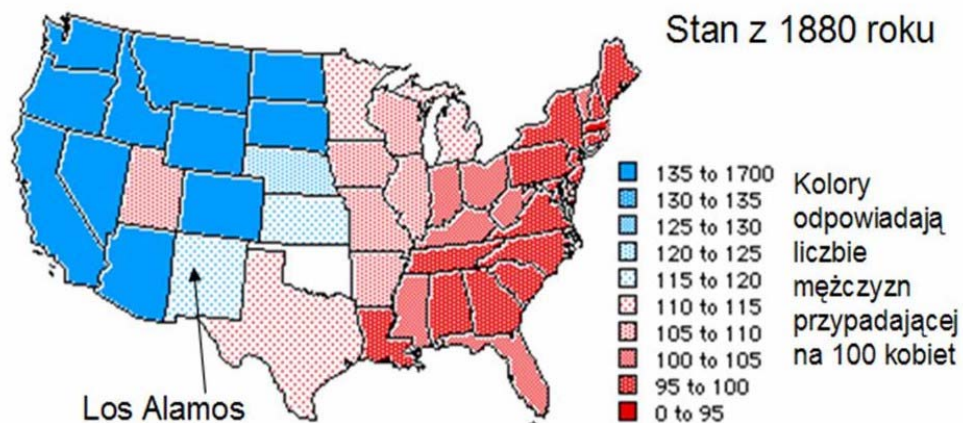 Stan z 1880 roku
135 to 1700
130 to 135
125 to 130
120 to 125
115 to 120
110 to 115
105 to 110
100 to 105
95 to 100
0 to 95
Kolory
odpowiadają
liczbie
mężczyzn
przypadającej
na 100 kobiet
Los Alamos